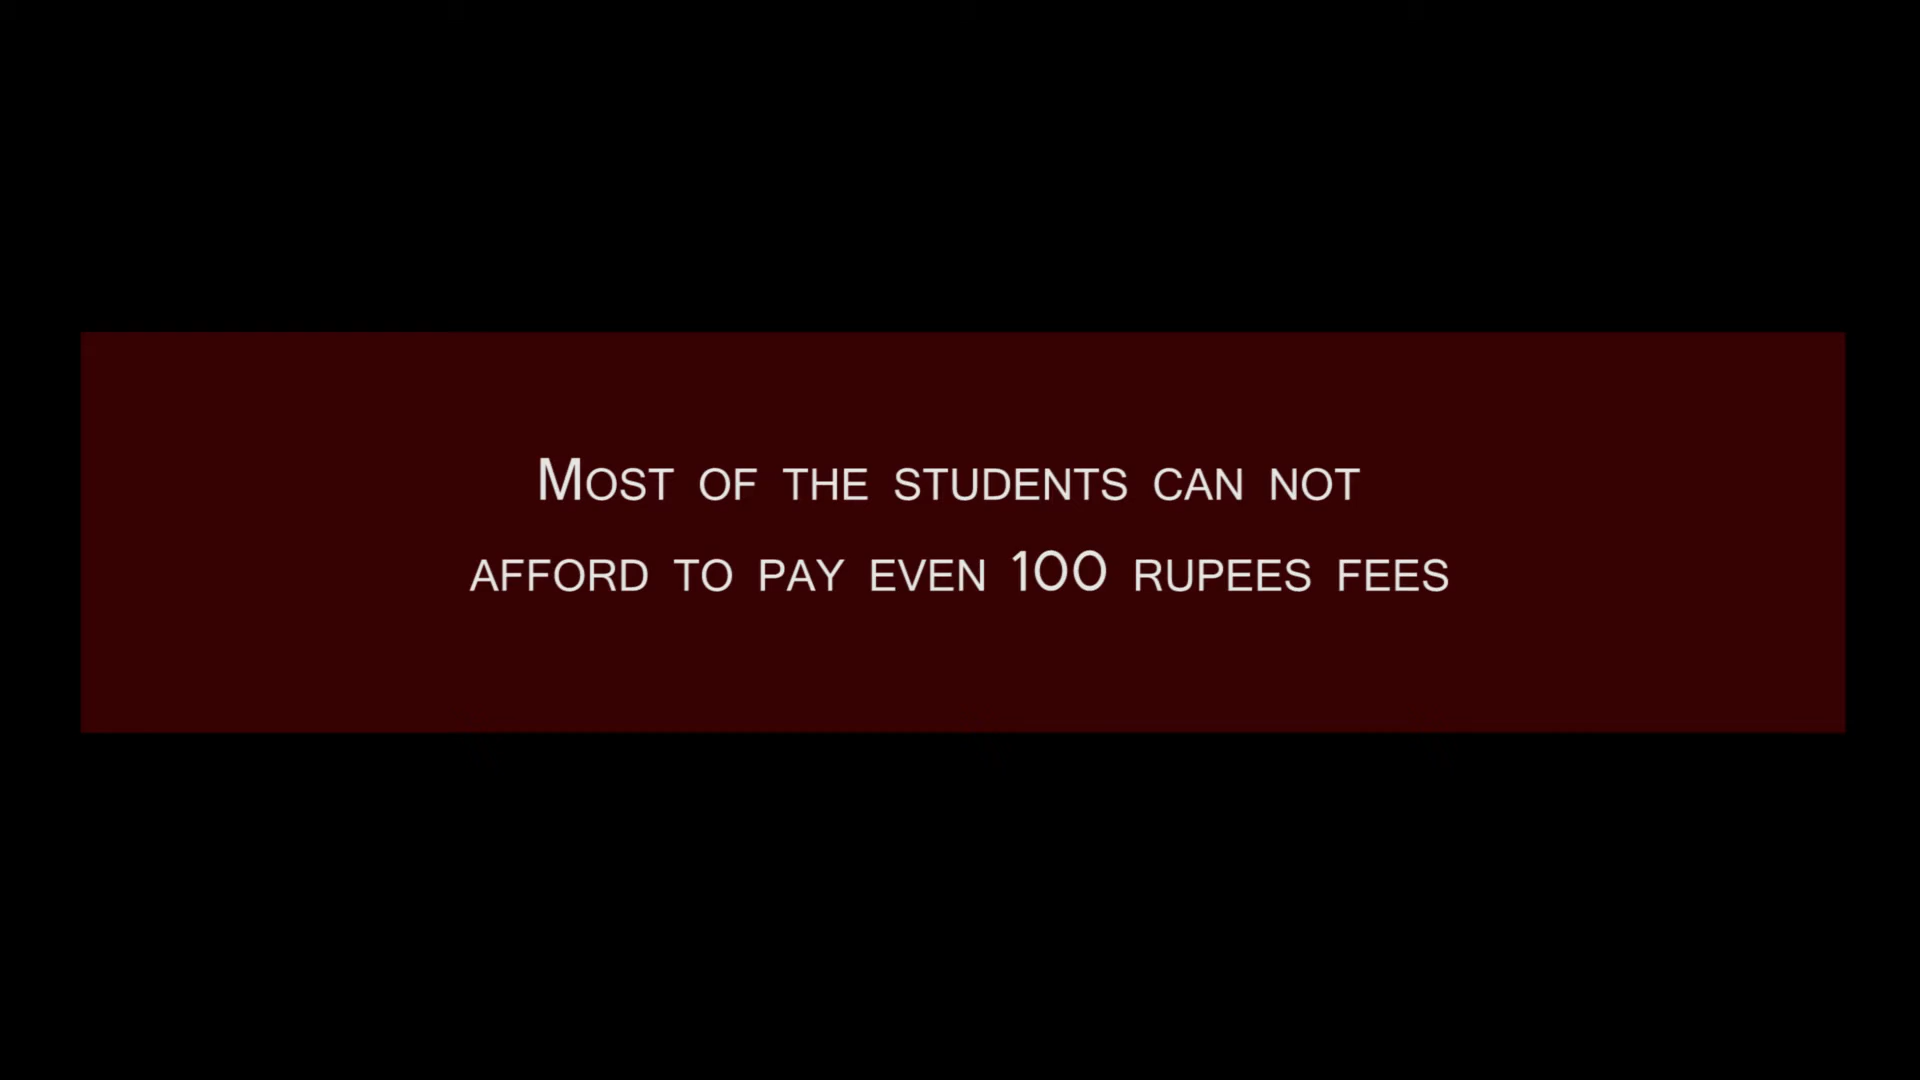 Most of the students can not
afford to pay even 100 rupees fees